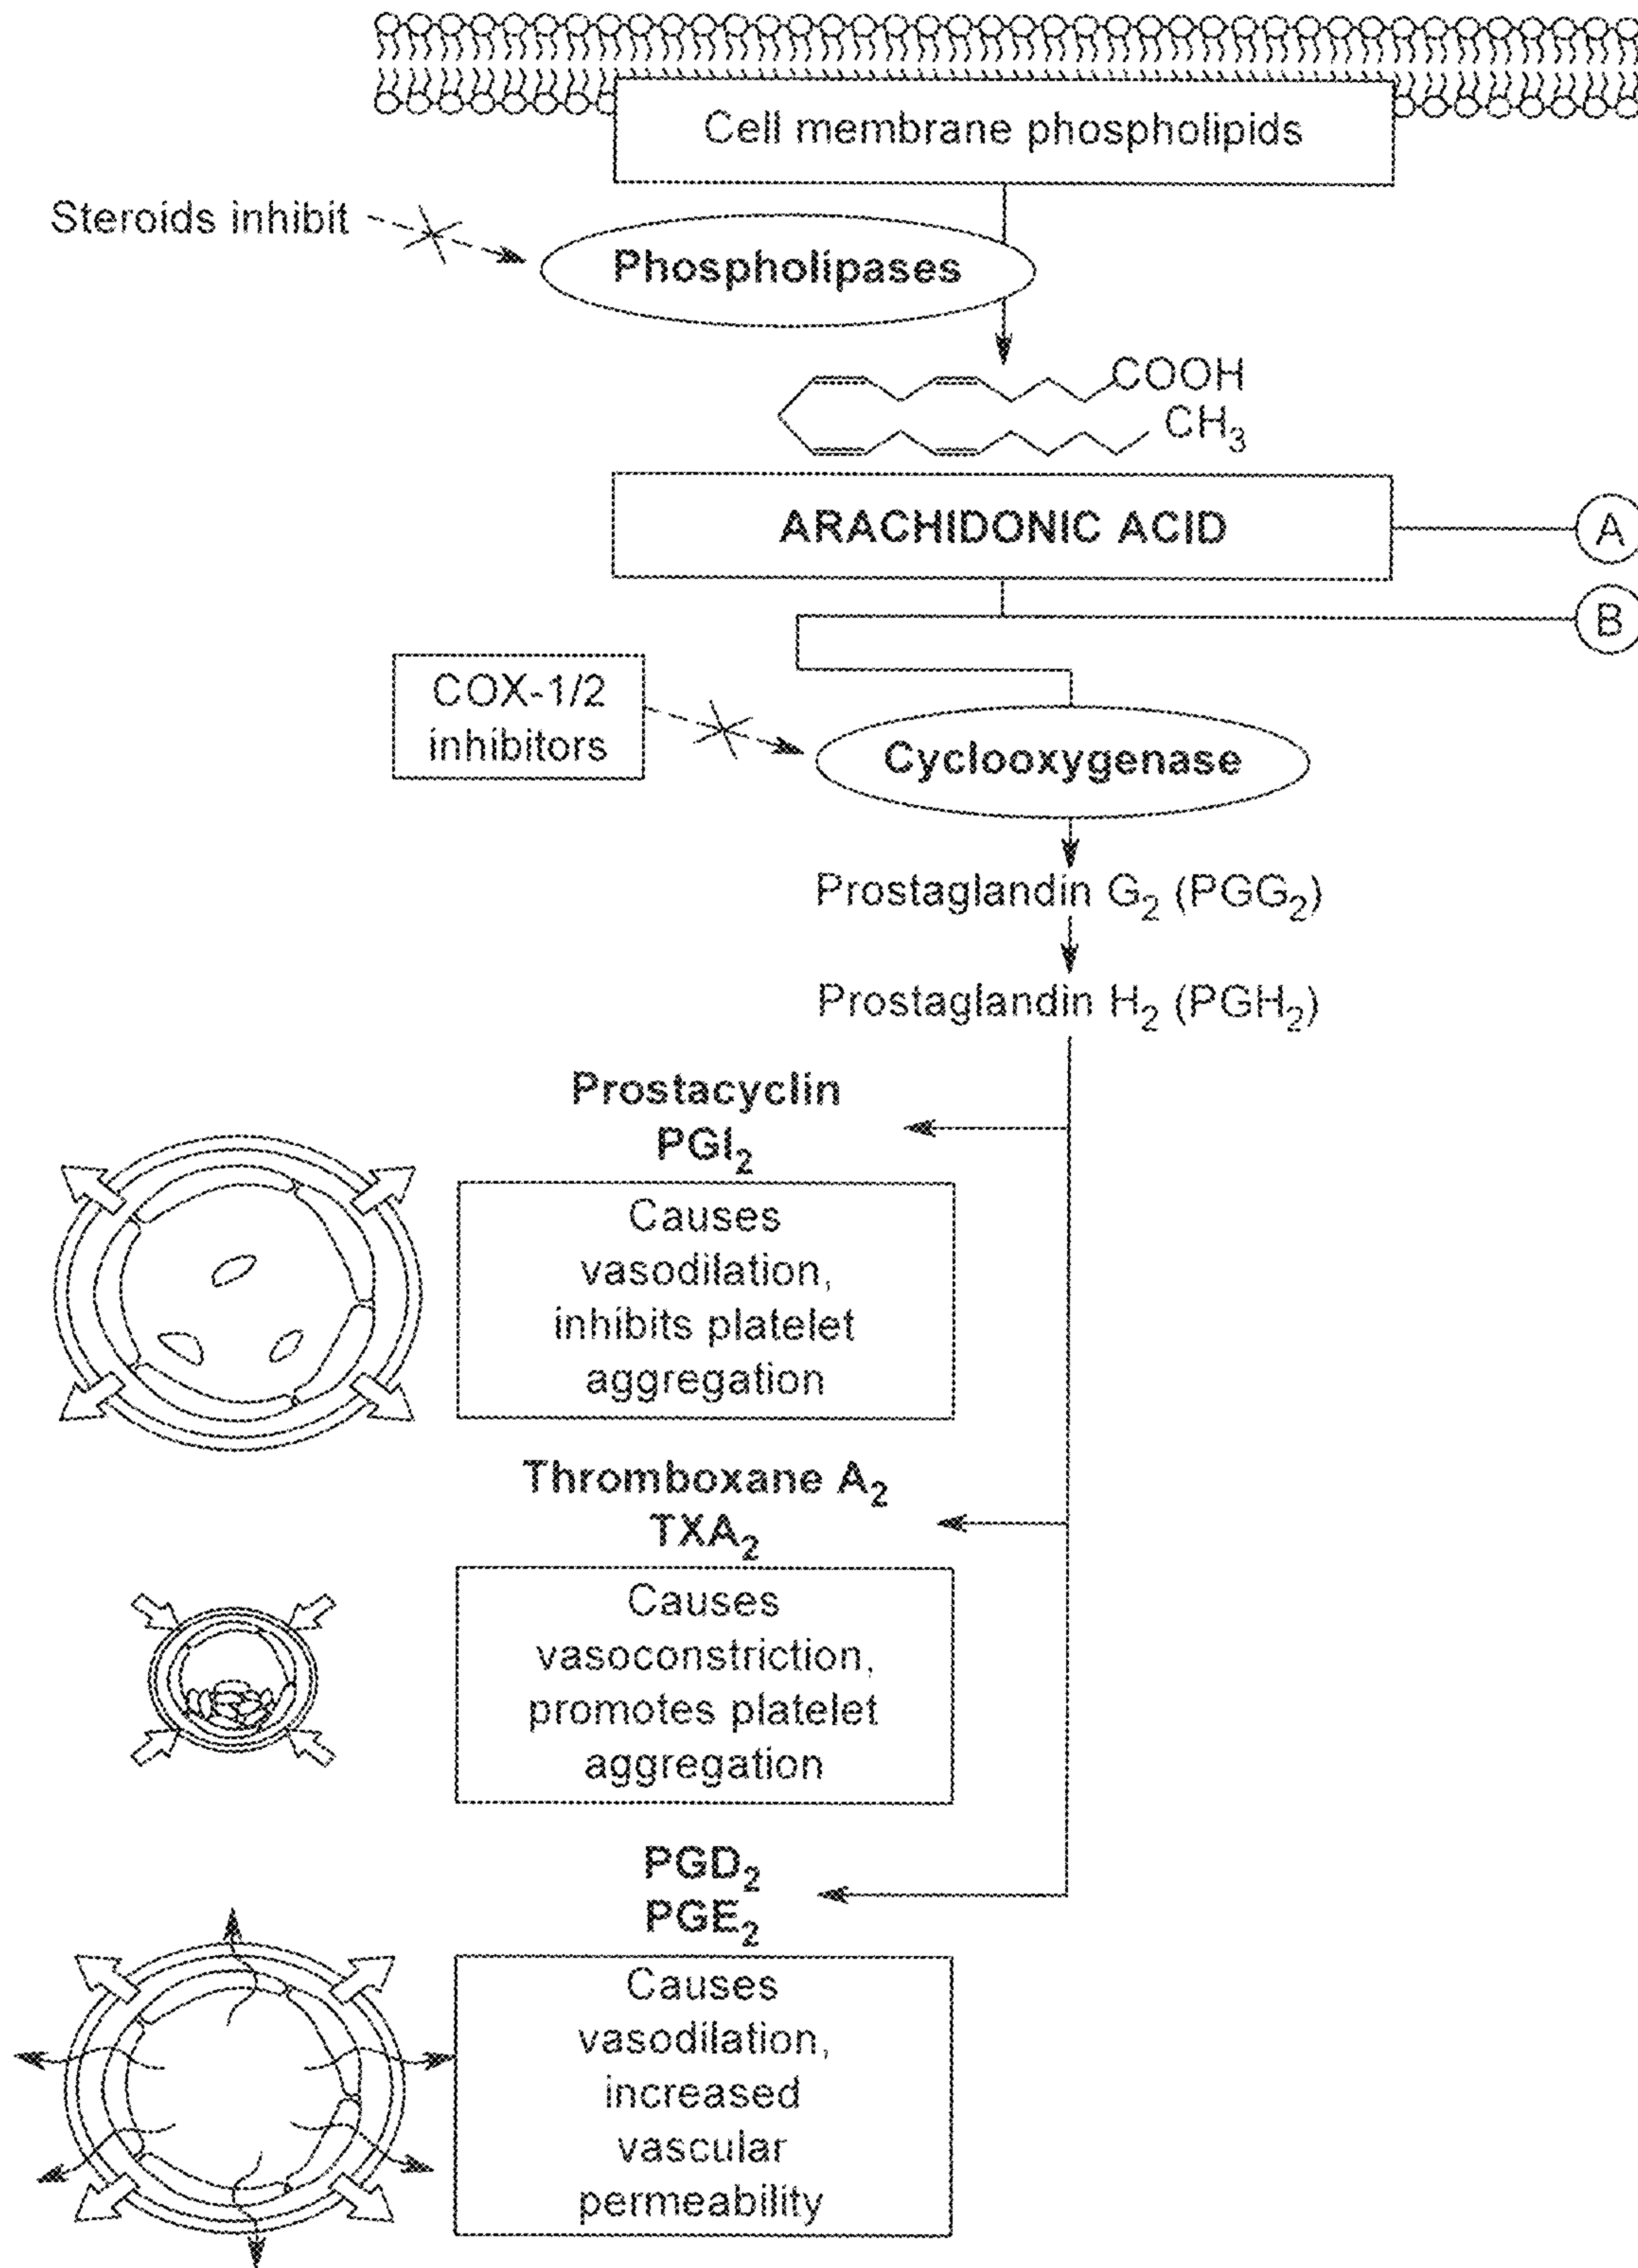 Cell membrane phospholipids
Steroids inhibit
Phospholipases
COOH
CH₃
ARACHIDONIC ACID
A
B
COX-1/2
inhibitors
Cyclooxygenase
Prostaglandin G₂ (PGG₂)
Prostaglandin H₂ (PGH₂)
Prostacyclin
PGI₂
Causes
vasodilation,
inhibits platelet
aggregation
Thromboxane A₂
TXA₂
Causes
vasoconstriction,
promotes platelet
aggregation
PGD₂
PGE₂
Causes
vasodilation,
increased
vascular
permeability